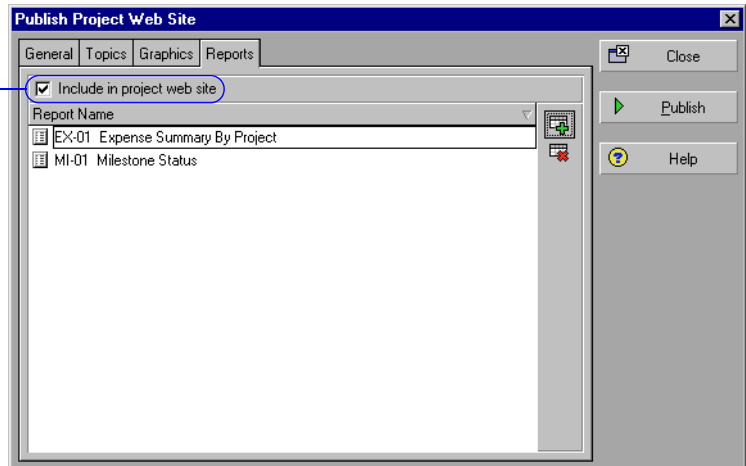 Publish Project Web Site
General Topics Graphics Reports
Close
Include in project web site
Publish
Report Name
EX-01 Expense Summary By Project
MI-01 Milestone Status
Help